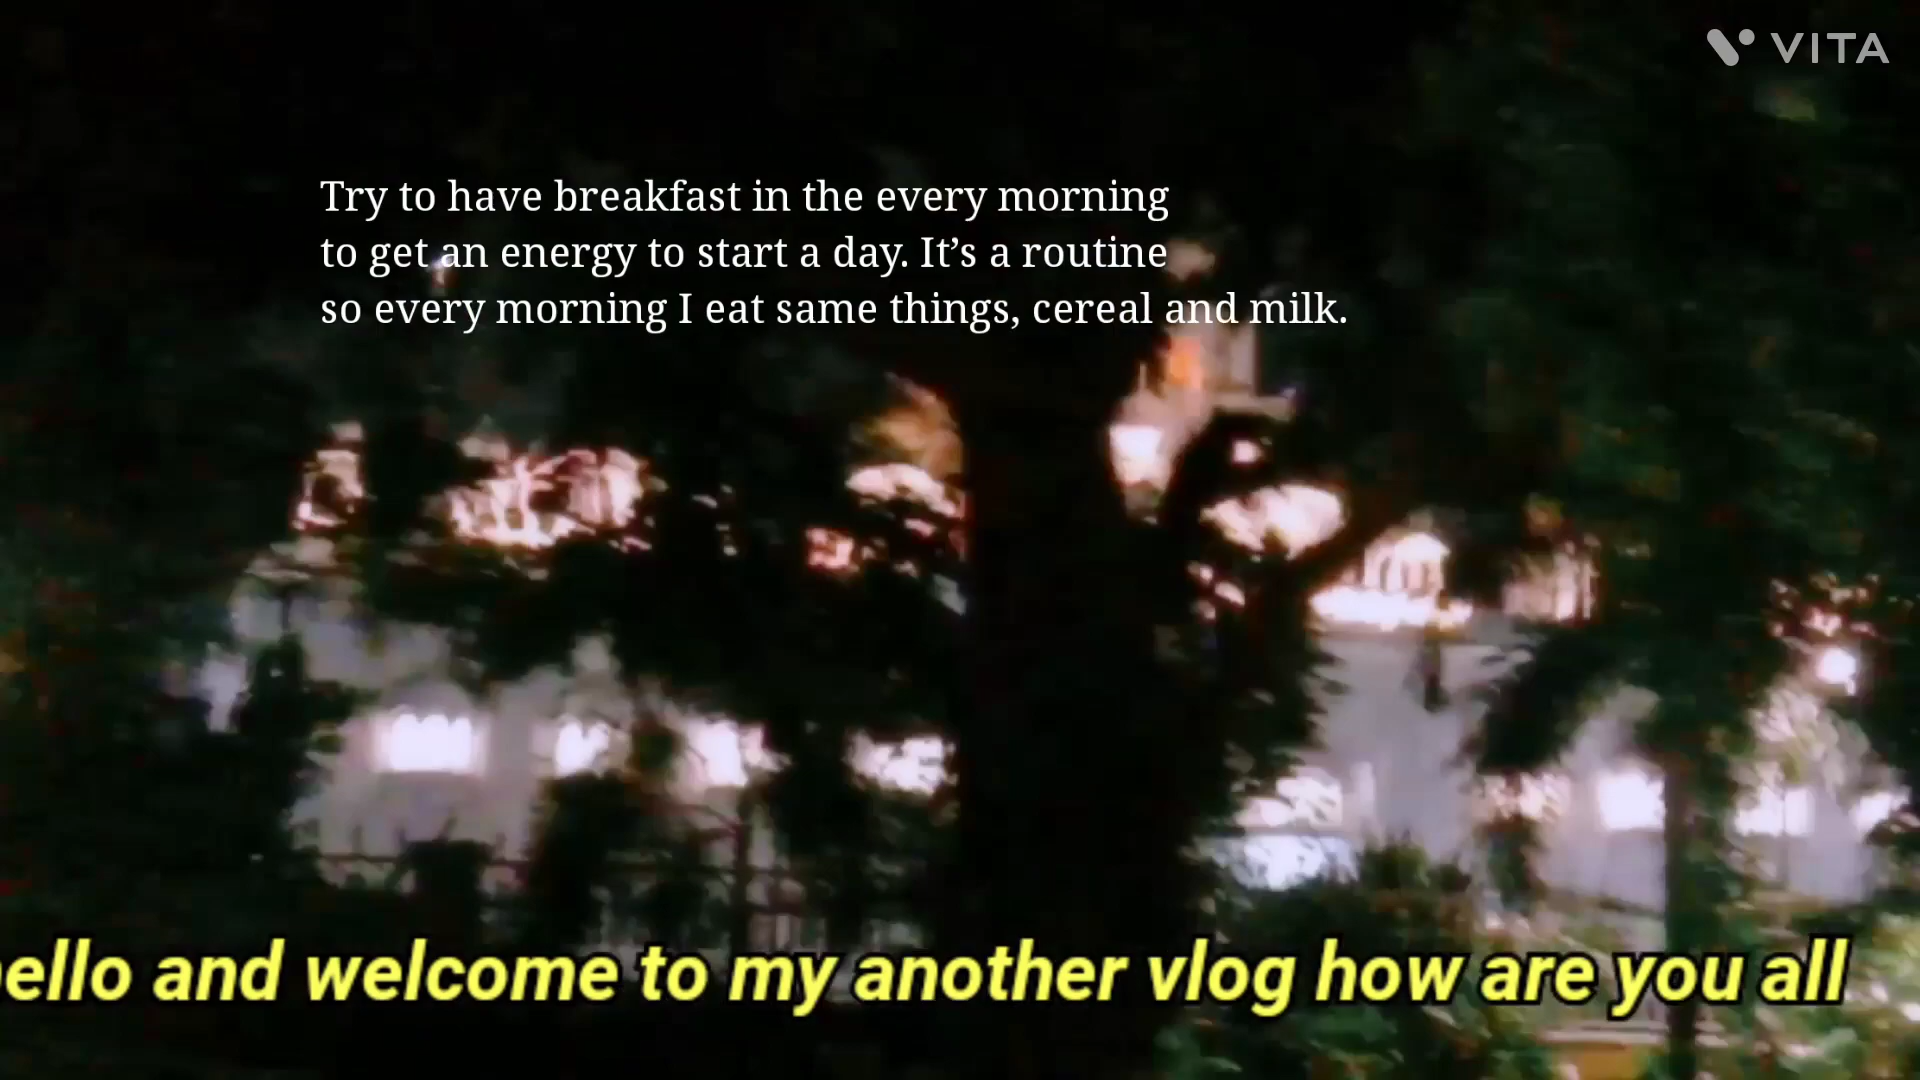 VITA
Try to have breakfast in the every morning
to get an energy to start a day. It’s a routine
so every morning I eat same things, cereal and milk.
ello and welcome to my another vlog how are you all